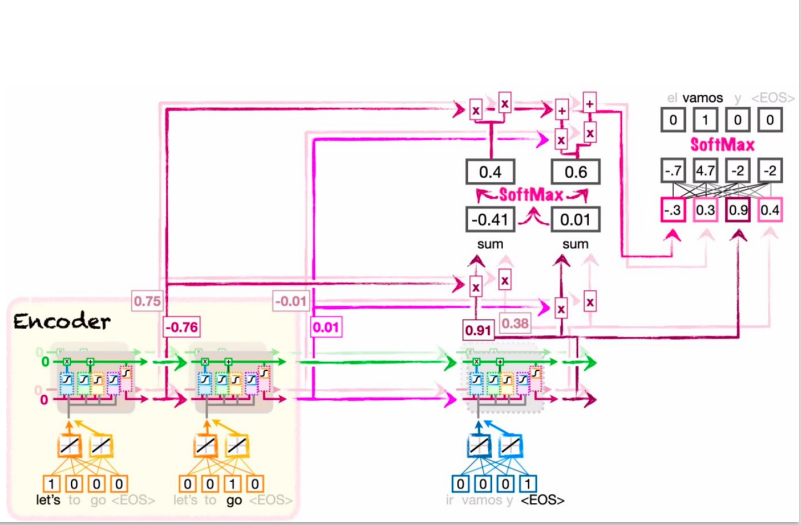 el vamos y <EOS>
0 1 0 0
SoftMax
-.7 4.7 -2 -2
-.3 0.3 0.9 0.4
x x + +
x x
0.4 0.6
SoftMax
-0.41 0.01
sum sum
x x
x x
0.75 -0.01
-0.76 0.01
0.91 0.38
Encoder
0
0
0
0
1 0 0 0
let's to go <EOS>
0 0 1 0
let's to go <EOS>
0 0 0 1
ir vamos y <EOS>